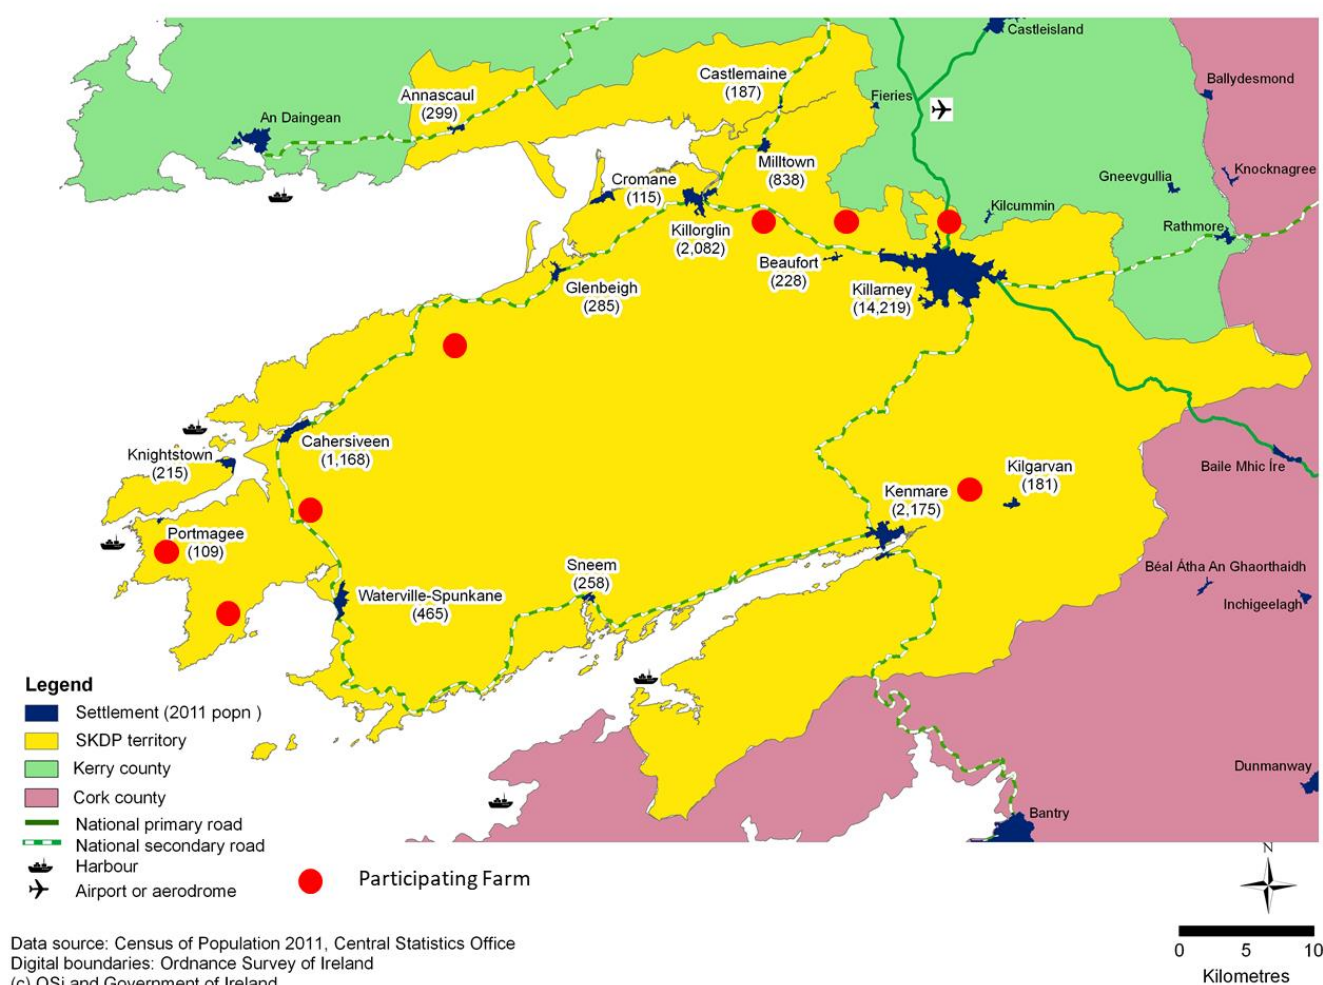 Castleisland
Castlemaine
(187)
Ballydesmond
Annascaul
(299)
Fieries
An Daingean
Milltown
(838)
Knocknagree
Gneevgullia
Cromane
(115)
Kilcummin
Killorglin
(2,082)
Rathmore
Beaufort
(228)
Glenbeigh
(285)
Killarney
(14,219)
Cahersiveen
(1,168)
Knightstown
(215)
Baile Mhic Íre
Kilgarvan
(181)
Kenmare
(2,175)
Portmagee
(109)
Sneem
(258)
Béal Átha An Ghaorthaidh
Waterville-Spunkane
(465)
Inchigeelagh
Dunmanway
Bantry
Legend
Settlement (2011 popn )
SKDP territory
Kerry county
Cork county
National primary road
National secondary road
Harbour
Airport or aerodrome
Participating Farm
N
0 5 10
Kilometres
Data source: Census of Population 2011, Central Statistics Office
Digital boundaries: Ordnance Survey of Ireland
(c) OSi and Government of Ireland